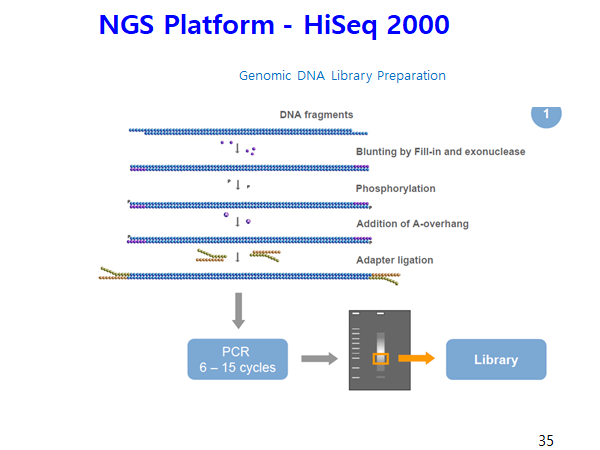 NGS Platform - HiSeq 2000
Genomic DNA Library Preparation
DNA fragments
1
Blunting by Fill-in and exonuclease
Phosphorylation
Addition of A-overhang
Adapter ligation
PCR
6 – 15 cycles
Library
35